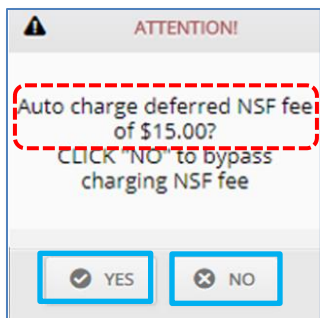 ATTENTION!
Auto charge deferred NSF fee
of $15.00?
CLICK "NO" to bypass
charging NSF fee
YES
NO